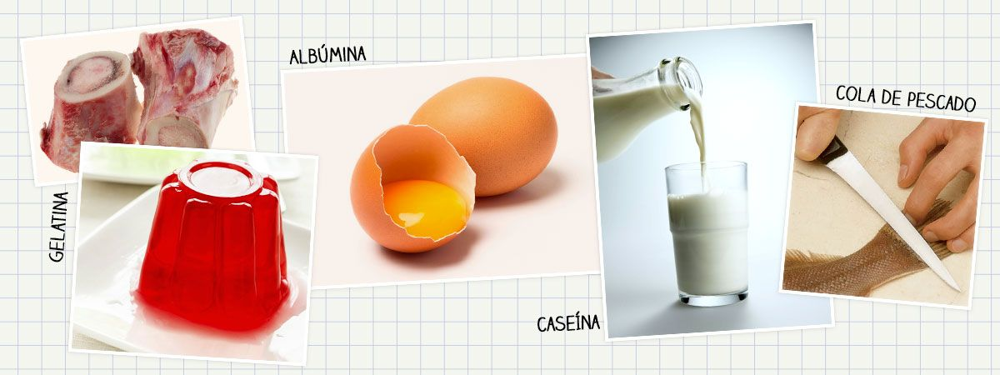 ALBÚMINA
COLA DE PESCADO
GELATINA
CASEÍNA